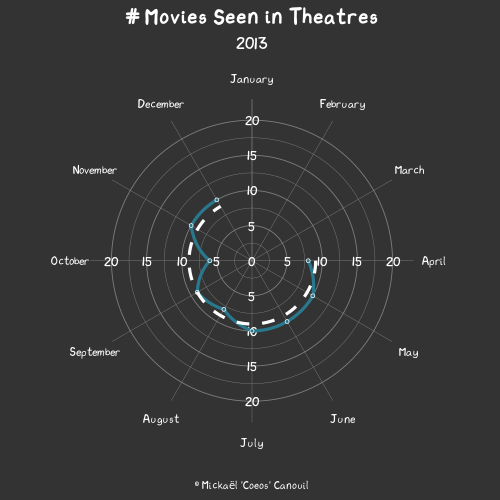 # Movies Seen in Theatres
2013
January
December February
20
November 15 March
10
5
October 20 15 10 5 0 5 10 15 20 April
5
10
September 15 May
20
August June
July
© Mickaël 'Coeos' Canouil